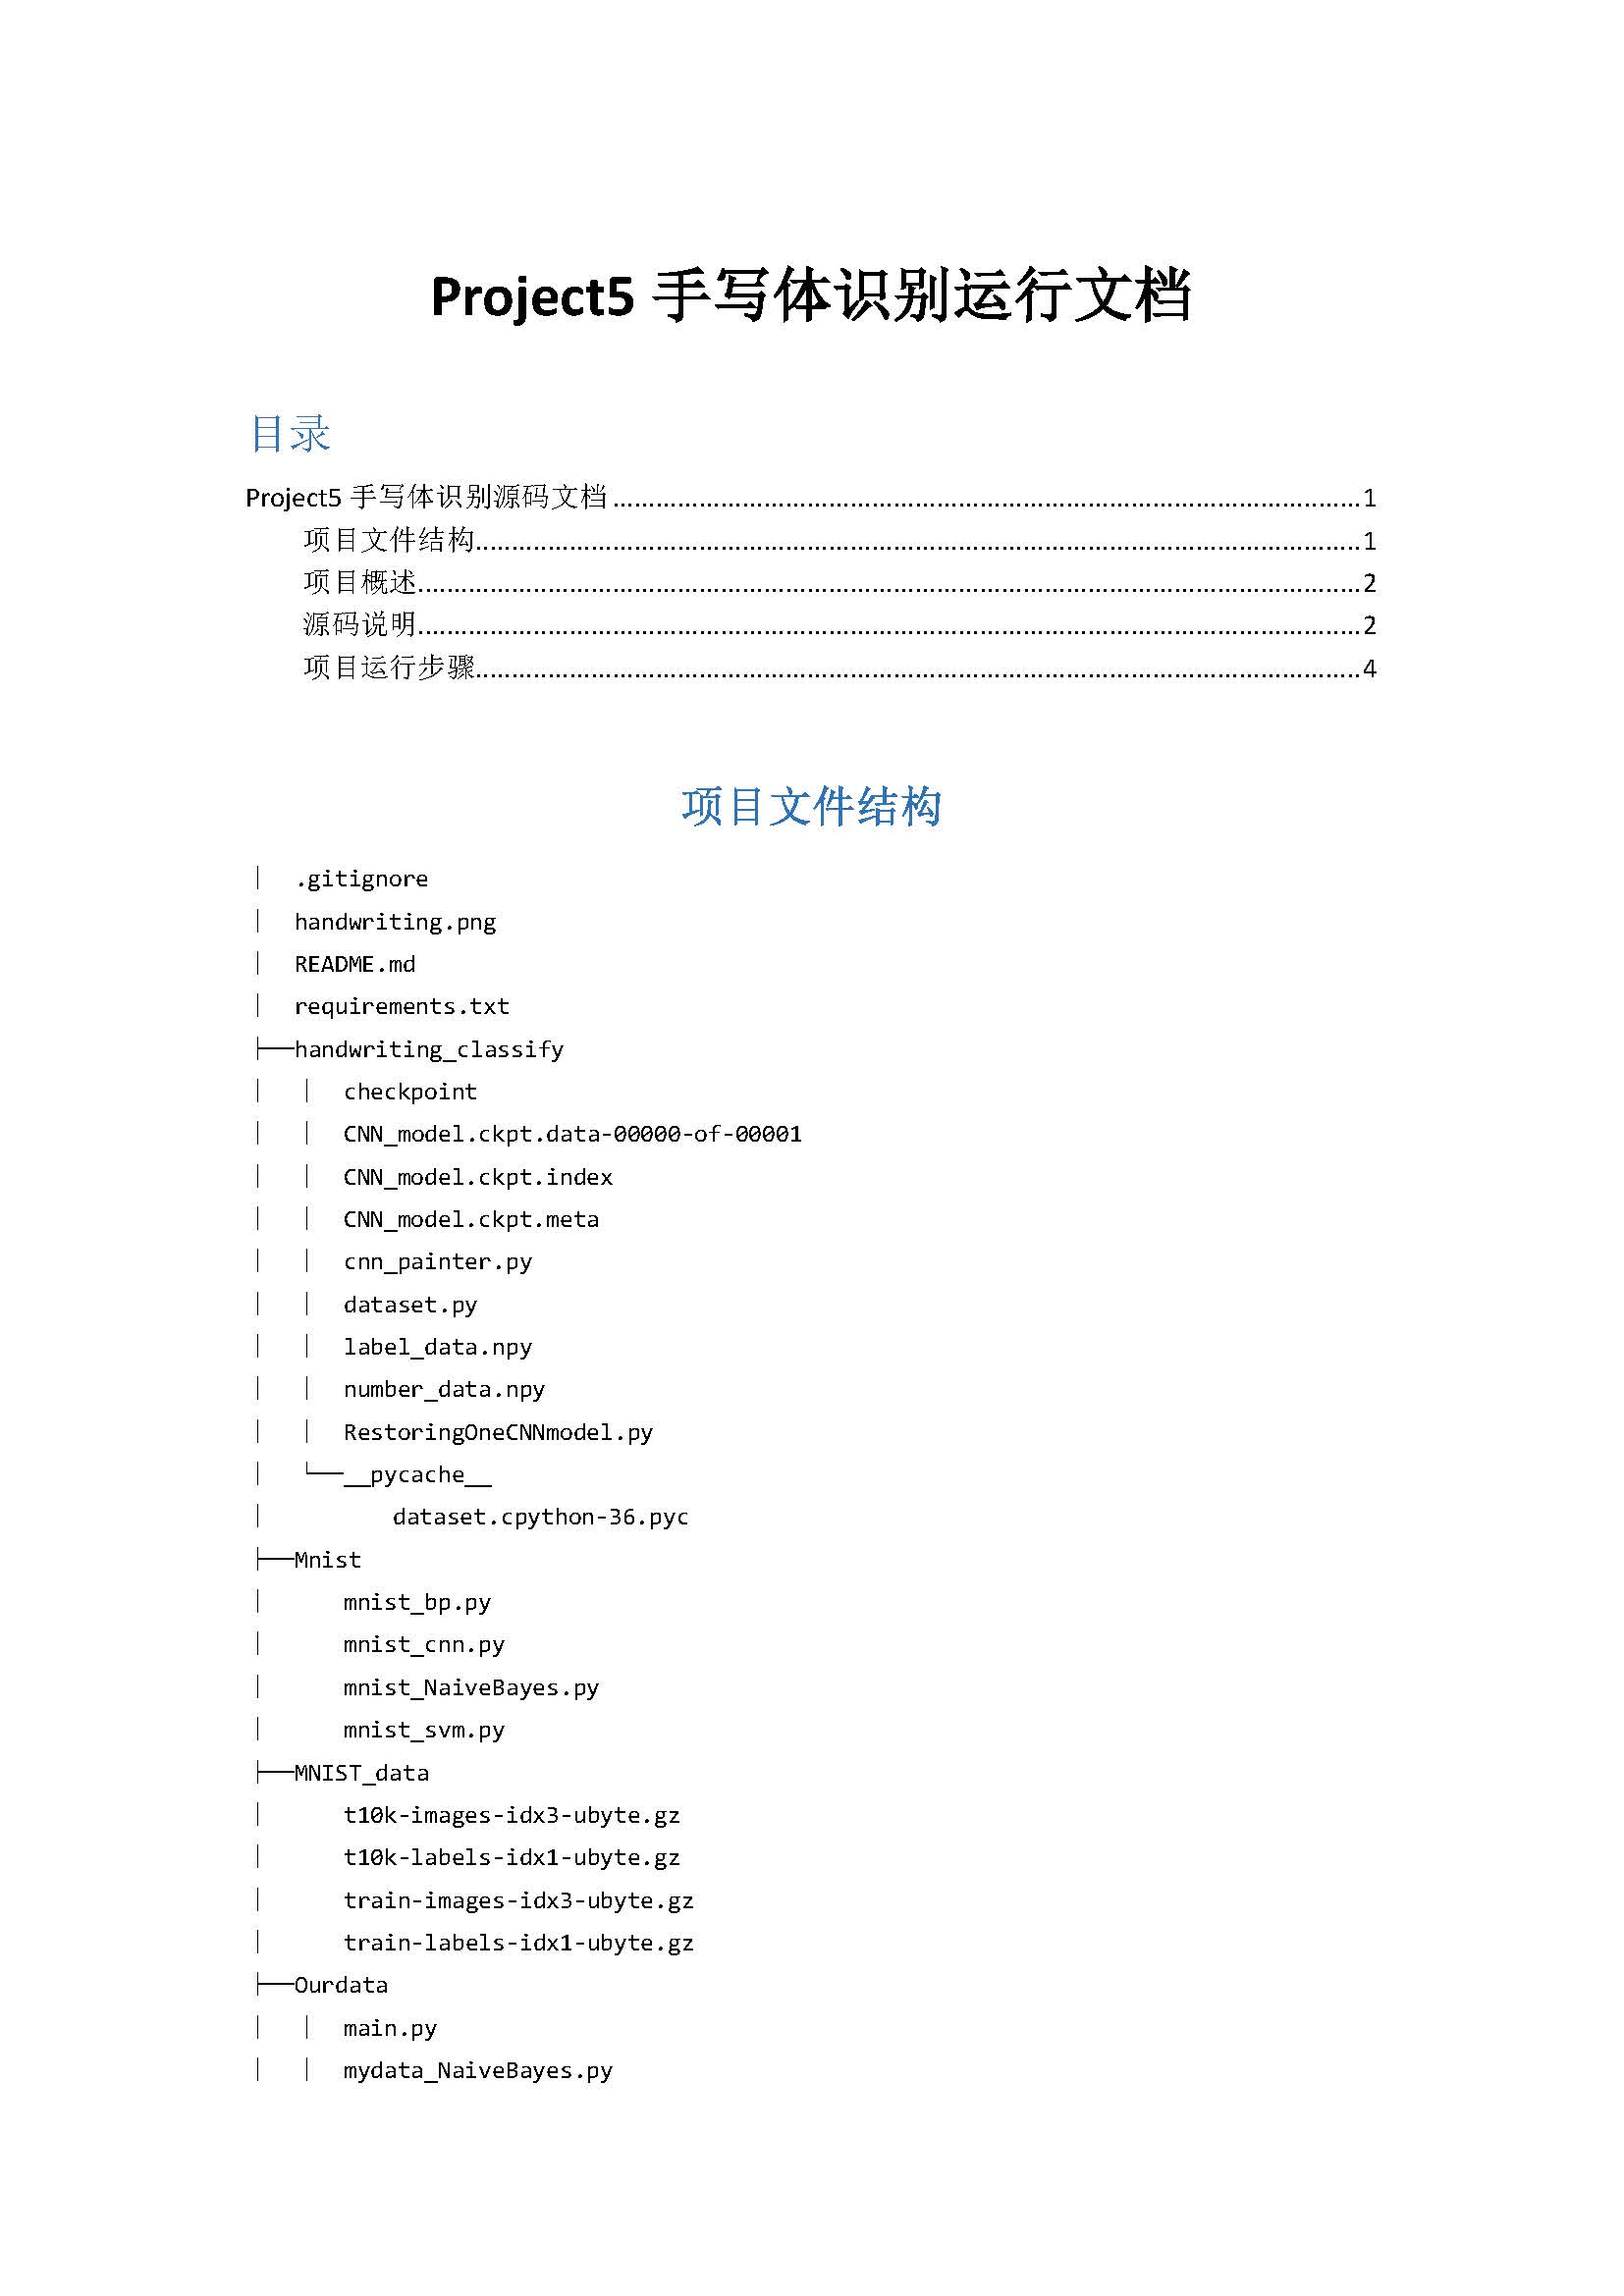 Project5 手写体识别运行文档
目录
Project5 手写体识别源码文档........................................1
项目文件结构........................................1
项目概述........................................2
源码说明........................................2
项目运行步骤........................................4
项目文件结构
│  .gitignore
│  handwriting.png
│  README.md
│  requirements.txt
├──handwriting_classify
│  │  checkpoint
│  │  CNN_model.ckpt.data-00000-of-00001
│  │  CNN_model.ckpt.index
│  │  CNN_model.ckpt.meta
│  │  cnn_painter.py
│  │  dataset.py
│  │  label_data.npy
│  │  number_data.npy
│  │  RestoringOneCNNmodel.py
│  └──__pycache__
│        dataset.cpython-36.pyc
├──Mnist
│     mnist_bp.py
│     mnist_cnn.py
│     mnist_NaiveBayes.py
│     mnist_svm.py
├──MNIST_data
│     t10k-images-idx3-ubyte.gz
│     t10k-labels-idx1-ubyte.gz
│     train-images-idx3-ubyte.gz
│     train-labels-idx1-ubyte.gz
├──Ourdata
│  │  main.py
│  │  mydata_NaiveBayes.py